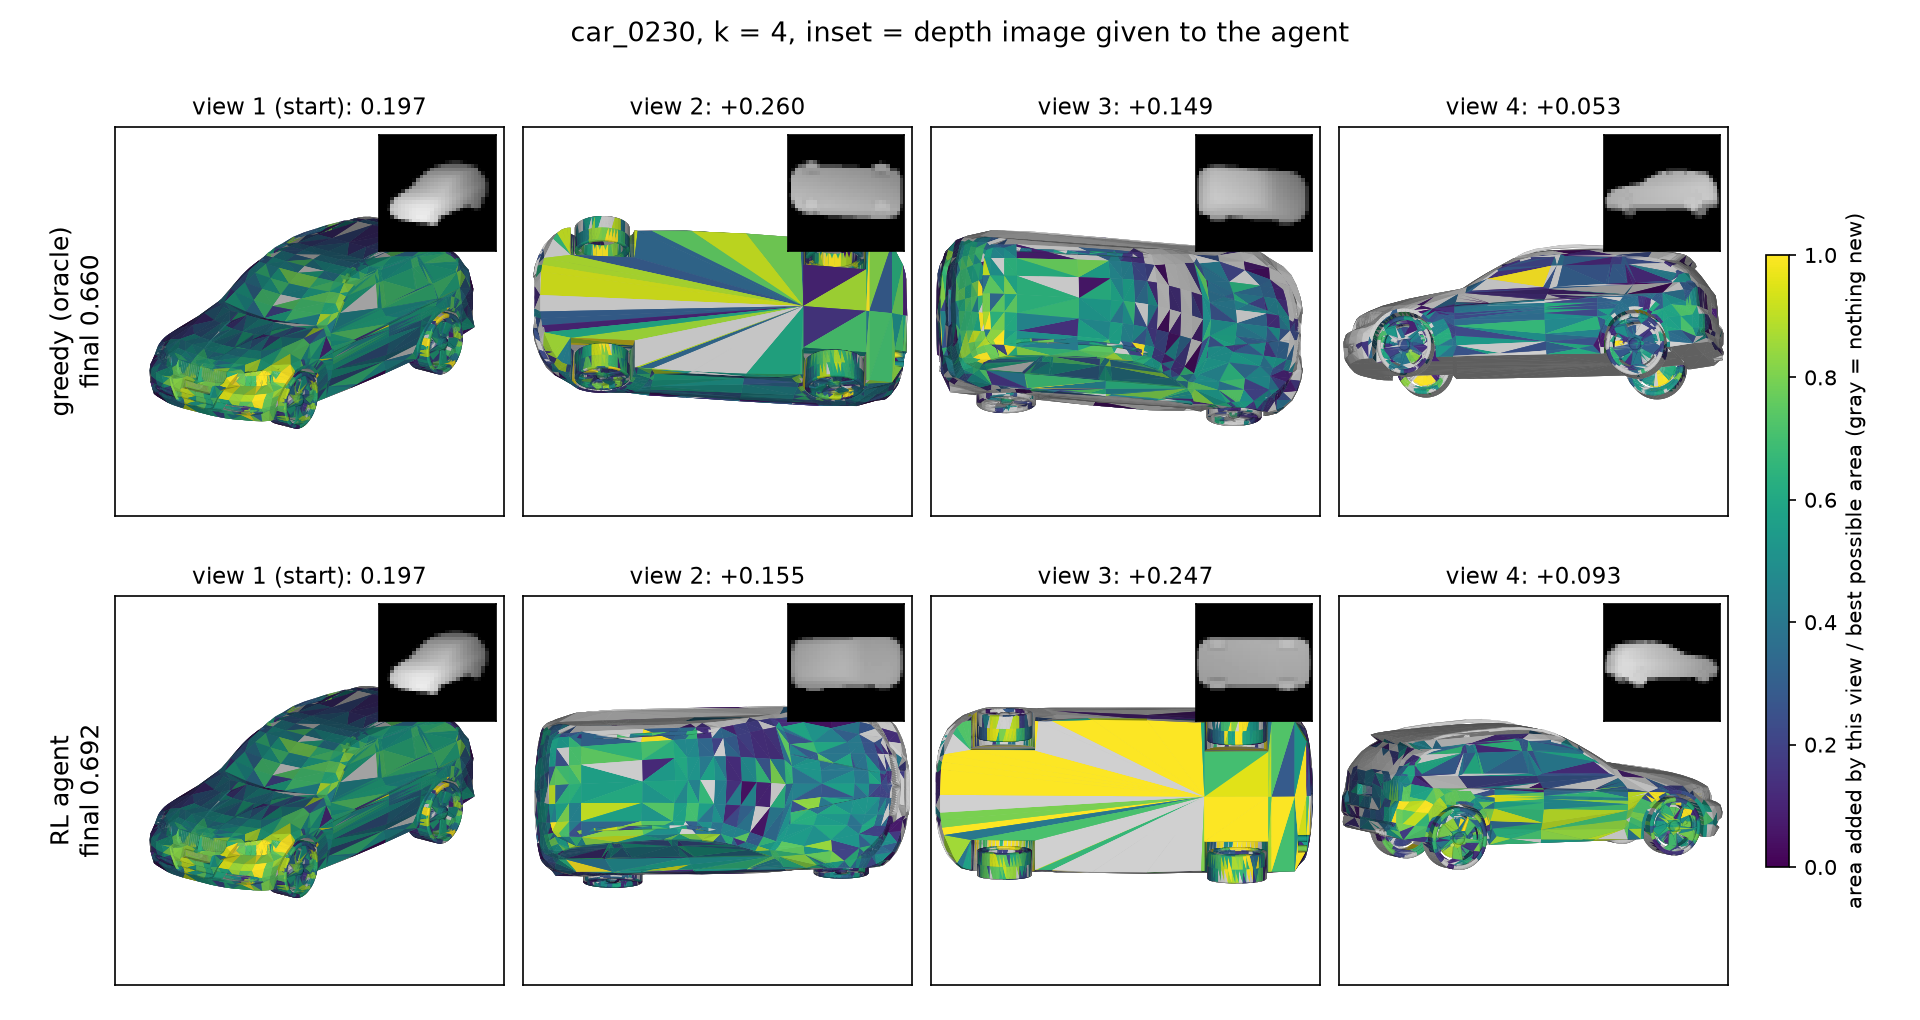 car_0230, k = 4, inset = depth image given to the agent
greedy (oracle)
final 0.660
view 1 (start): 0.197
view 2: +0.260
view 3: +0.149
view 4: +0.053
RL agent
final 0.692
view 1 (start): 0.197
view 2: +0.155
view 3: +0.247
view 4: +0.093
1.0
0.8
0.6
0.4
0.2
0.0
area added by this view / best possible area (gray = nothing new)